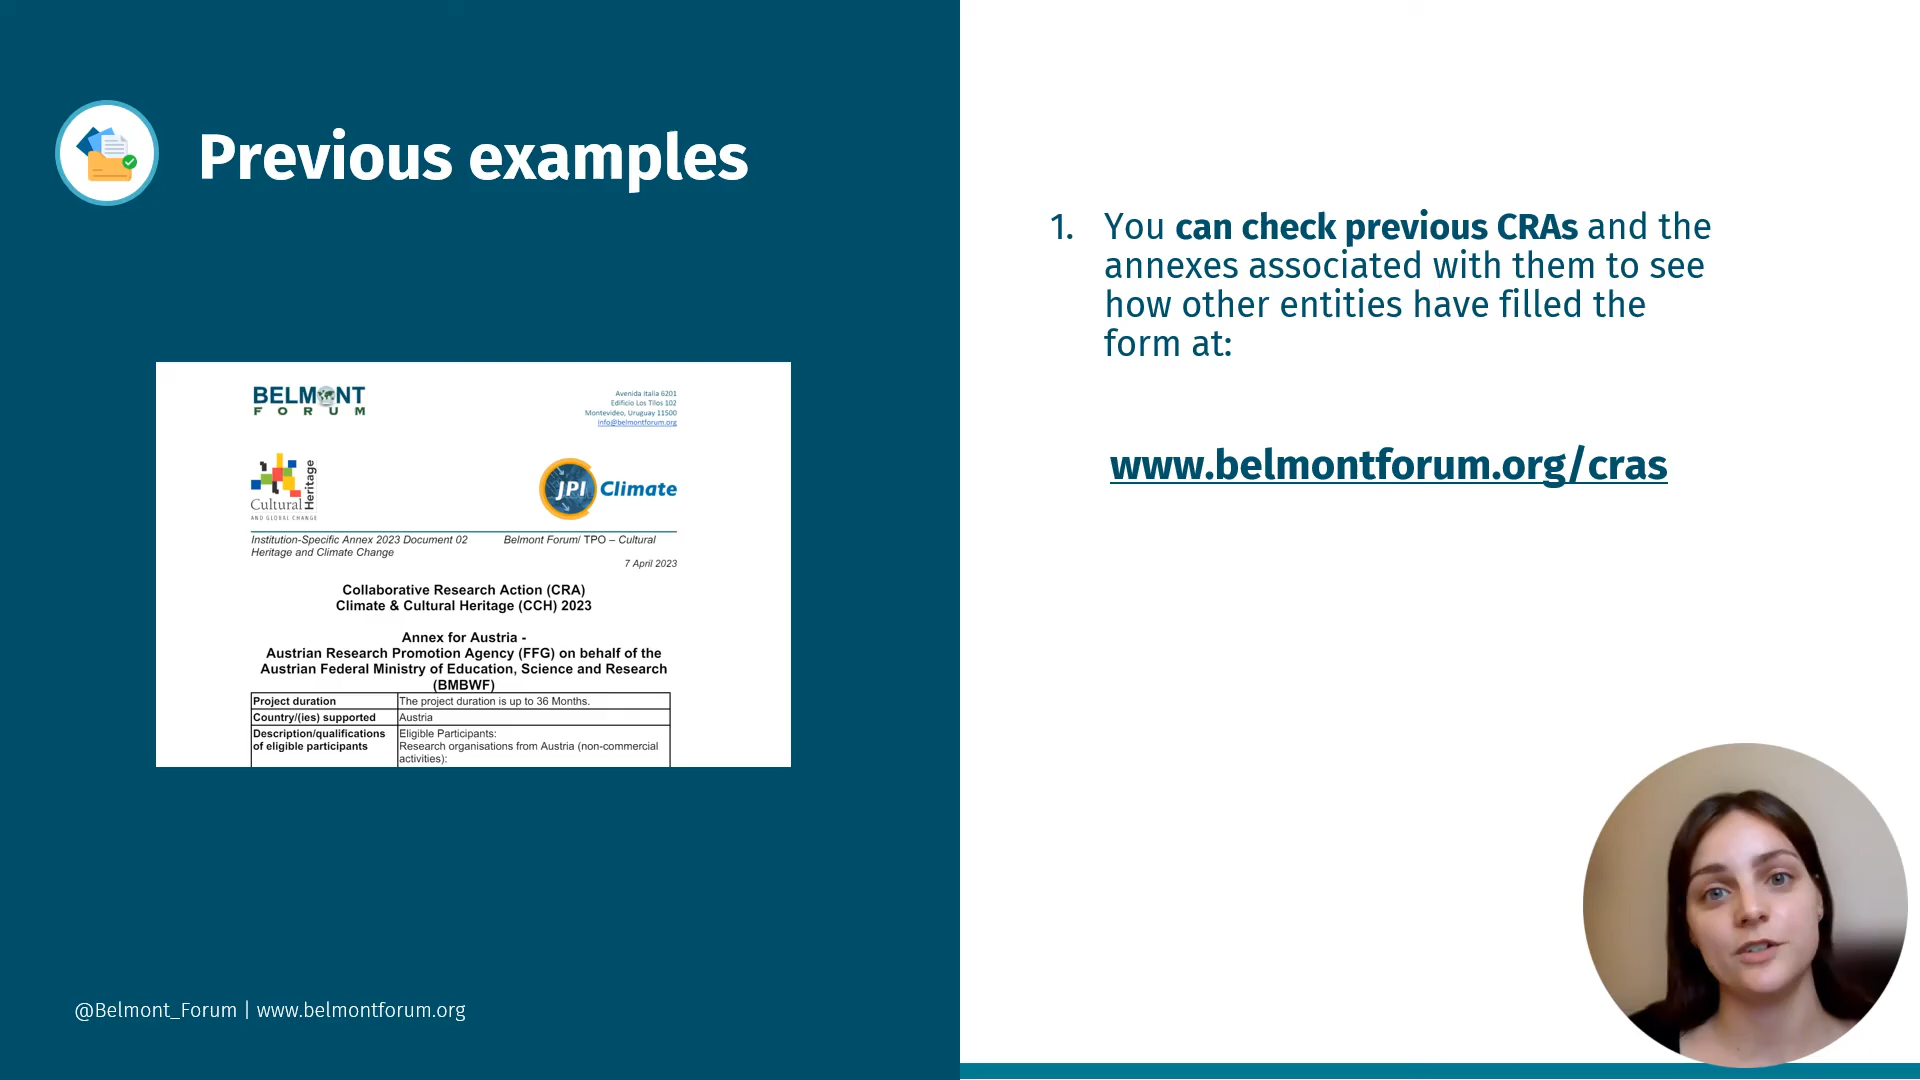 Previous examples
BELMONT
FORUM
Avenida Italia 6201
Edificio Los Tilos 102
Montevideo, Uruguay 11500
info@belmontforum.org
Cultural Heritage
AND GLOBAL CHANGE
JPI Climate
Institution-Specific Annex 2023 Document 02 Belmont Forum/ TPO – Cultural
Heritage and Climate Change
7 April 2023
Collaborative Research Action (CRA)
Climate & Cultural Heritage (CCH) 2023
Annex for Austria -
Austrian Research Promotion Agency (FFG) on behalf of the
Austrian Federal Ministry of Education, Science and Research
(BMBWF)
Project duration The project duration is up to 36 Months.
Country/(ies) supported Austria
Description/qualifications Eligible Participants:
of eligible participants Research organisations from Austria (non-commercial
activities):
@Belmont_Forum | www.belmontforum.org
1. You can check previous CRAs and the
annexes associated with them to see
how other entities have filled the
form at:
www.belmontforum.org/cras